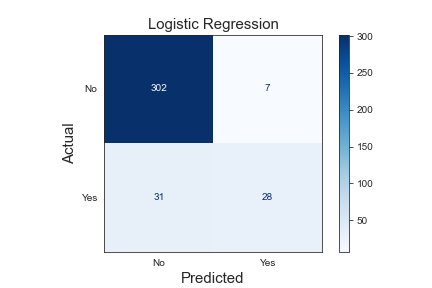 Logistic Regression
No
302
7
Yes
31
28
No
Yes
Actual
Predicted
300
250
200
150
100
50